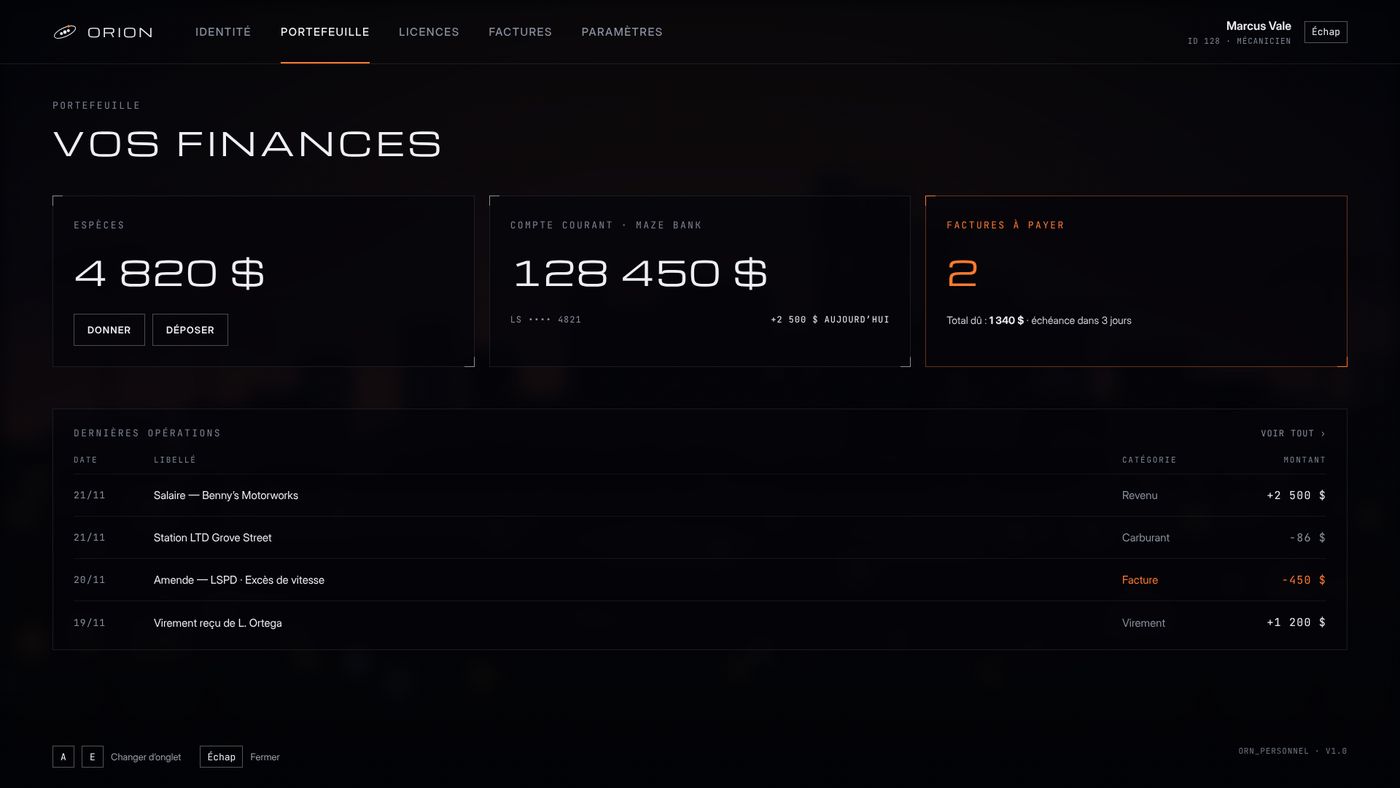 ORION IDENTITÉ PORTEFEUILLE LICENCES FACTURES PARAMÈTRES
Marcus Vale
ID 128 · MÉCANICIEN
Échap
PORTEFEUILLE
VOS FINANCES
ESPÈCES
4 820 $
DONNER DÉPOSER
COMPTE COURANT · MAZE BANK
128 450 $
LS •••• 4821 +2 500 $ AUJOURD’HUI
FACTURES À PAYER
2
Total dû : 1 340 $ · échéance dans 3 jours
DERNIÈRES OPÉRATIONS VOIR TOUT ›
DATE LIBELLÉ CATÉGORIE MONTANT
21/11 Salaire — Benny’s Motorworks Revenu +2 500 $
21/11 Station LTD Grove Street Carburant -86 $
20/11 Amende — LSPD · Excès de vitesse Facture -450 $
19/11 Virement reçu de L. Ortega Virement +1 200 $
A E Changer d’onglet Échap Fermer
ORN_PERSONNEL · V1.0